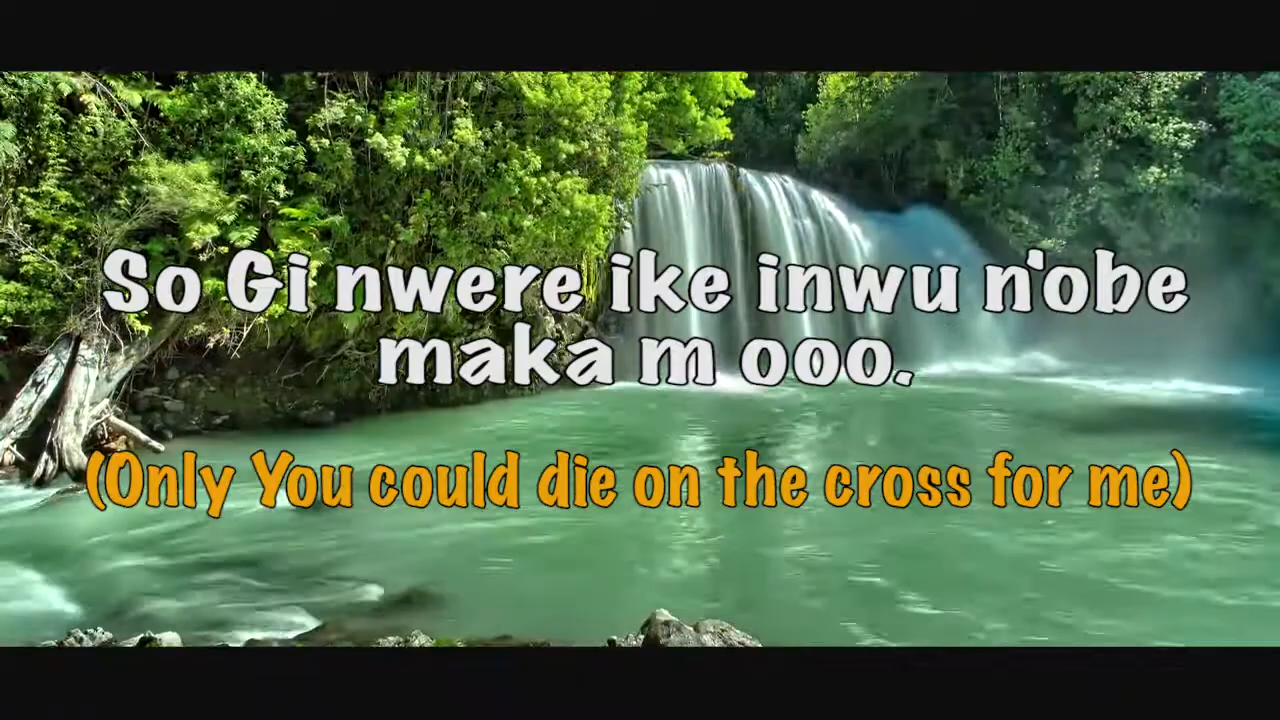 So Gi nwere ike inwu n'obe
maka m ooo.
(Only You could die on the cross for me)